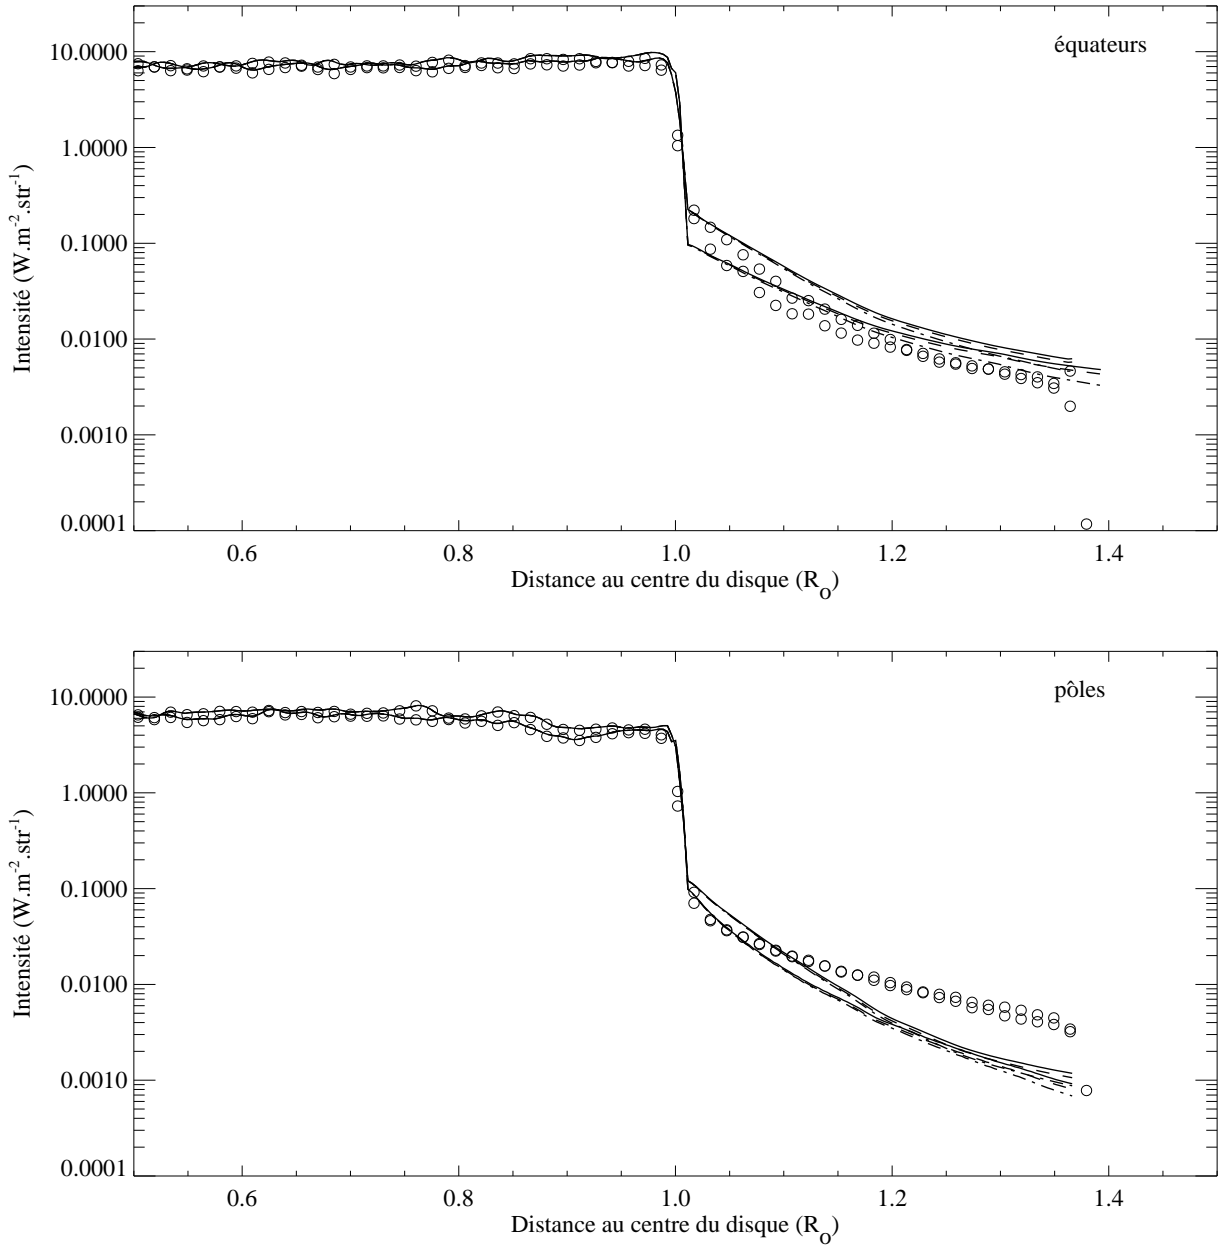 équateurs
Intensité (W.m⁻².str⁻¹)
10.0000
1.0000
0.1000
0.0100
0.0010
0.0001
0.6 0.8 1.0 1.2 1.4
Distance au centre du disque (R_O)
pôles
Intensité (W.m⁻².str⁻¹)
10.0000
1.0000
0.1000
0.0100
0.0010
0.0001
0.6 0.8 1.0 1.2 1.4
Distance au centre du disque (R_O)